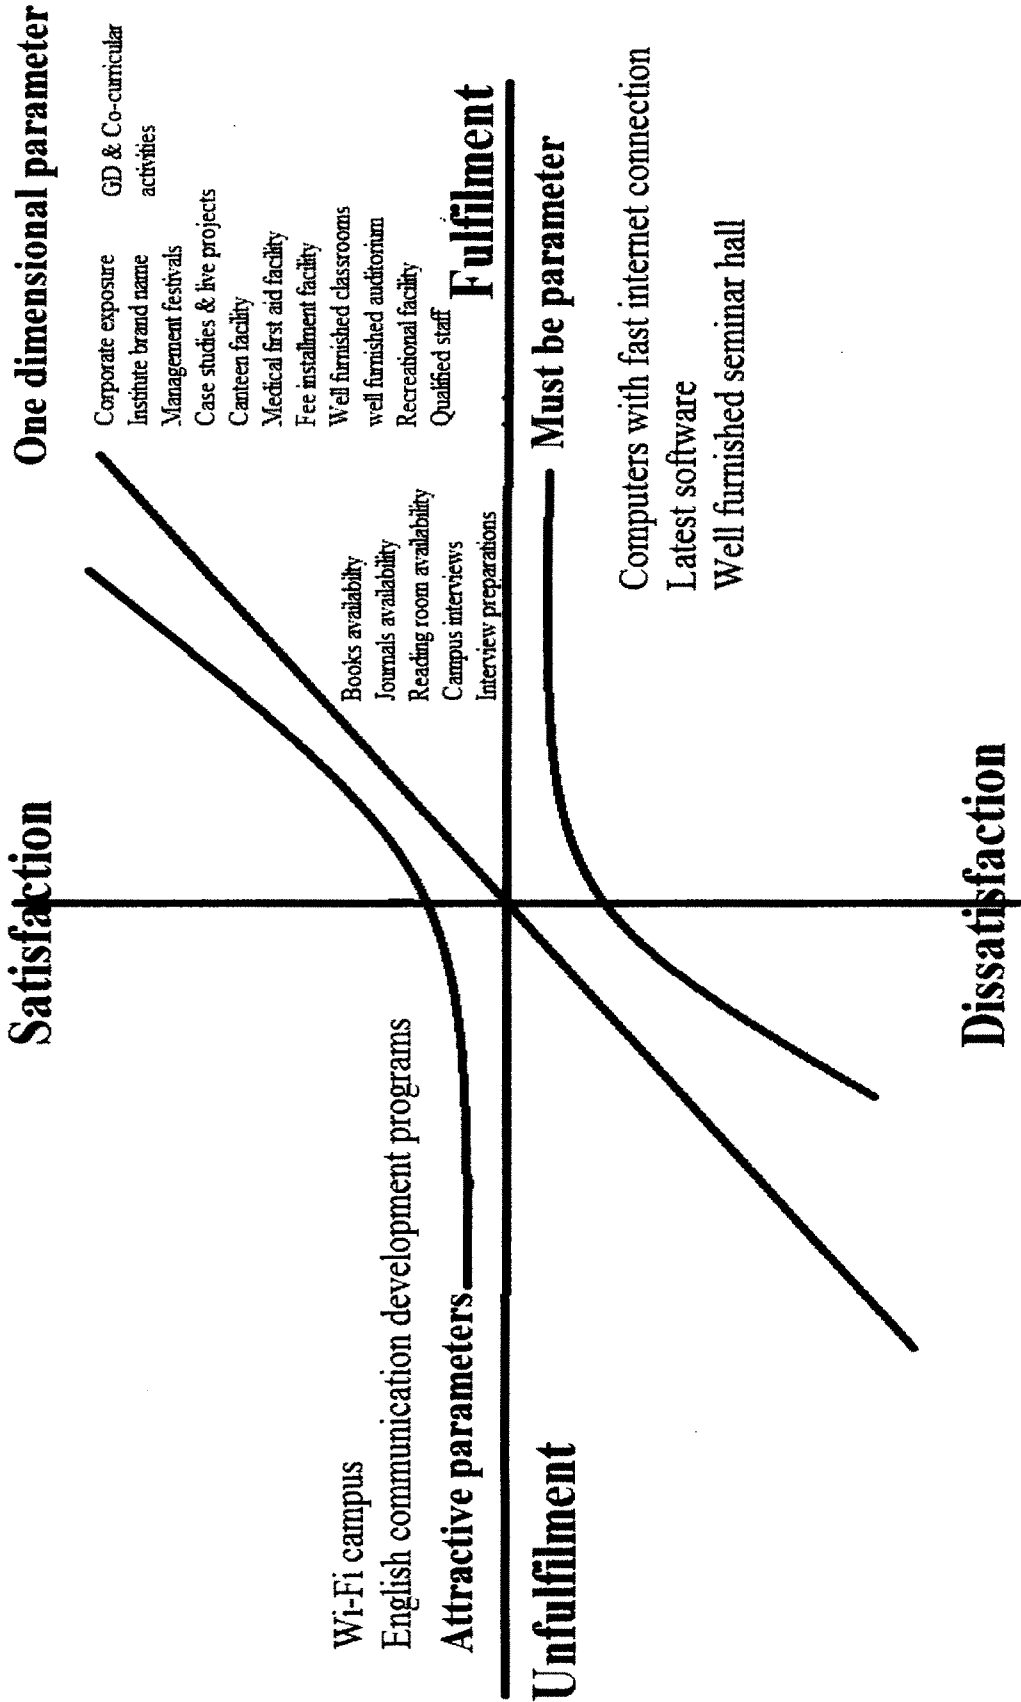 Satisfaction
One dimensional parameter
Corporate exposure
Institute brand name
Management festivals
Case studies & live projects
Canteen facility
Medical first aid facility
Fee installment facility
Well furnished classrooms
well furnished auditorium
Recreational facility
Qualified staff
GD & Co-curricular
activities
Books availabilty
Journals availability
Reading room availability
Campus interviews
Interview preparations
Wi-Fi campus
English communication development programs
Attractive parameters
Fulfilment
Unfulfilment
Must be parameter
Computers with fast internet connection
Latest software
Well furnished seminar hall
Dissatisfaction